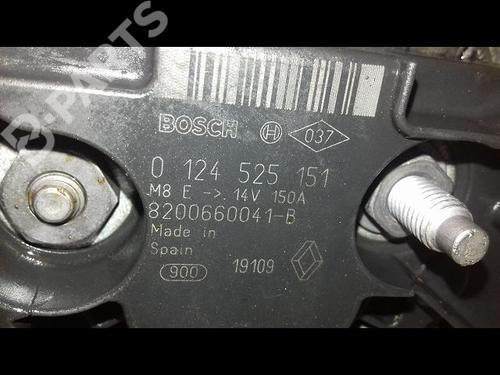 B-PARTS
BOSCH 037
0 124 525 151
M8 E -> 14V 150A
8200660041-B
Made in
Spain
900 19109